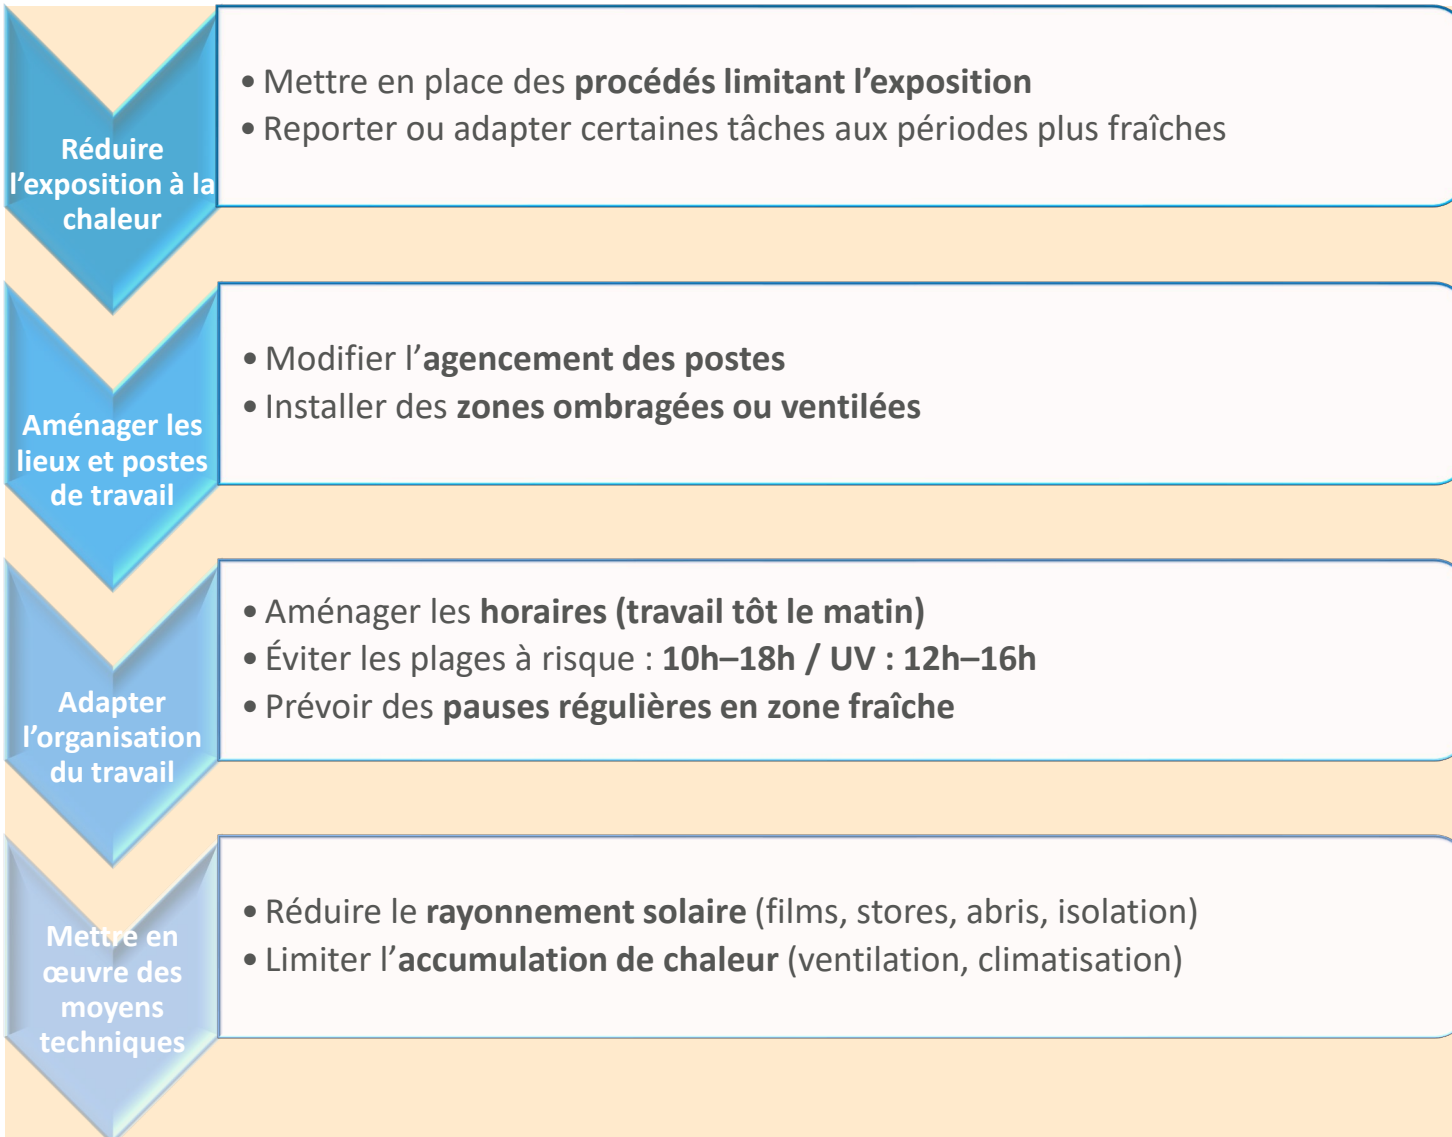 Réduire
l’exposition à la
chaleur
• Mettre en place des procédés limitant l’exposition
• Reporter ou adapter certaines tâches aux périodes plus fraîches
Aménager les
lieux et postes
de travail
• Modifier l’agencement des postes
• Installer des zones ombragées ou ventilées
Adapter
l’organisation
du travail
• Aménager les horaires (travail tôt le matin)
• Éviter les plages à risque : 10h–18h / UV : 12h–16h
• Prévoir des pauses régulières en zone fraîche
Mettre en
œuvre des
moyens
techniques
• Réduire le rayonnement solaire (films, stores, abris, isolation)
• Limiter l’accumulation de chaleur (ventilation, climatisation)